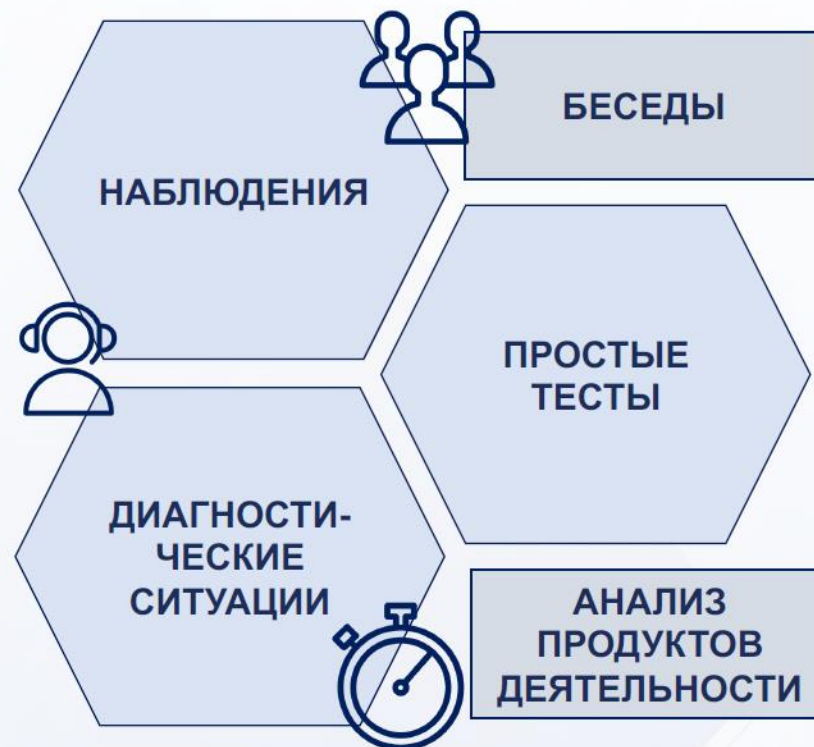 БЕСЕДЫ
НАБЛЮДЕНИЯ
ПРОСТЫЕ
ТЕСТЫ
ДИАГНОСТИ-
ЧЕСКИЕ
СИТУАЦИИ
АНАЛИЗ
ПРОДУКТОВ
ДЕЯТЕЛЬНОСТИ